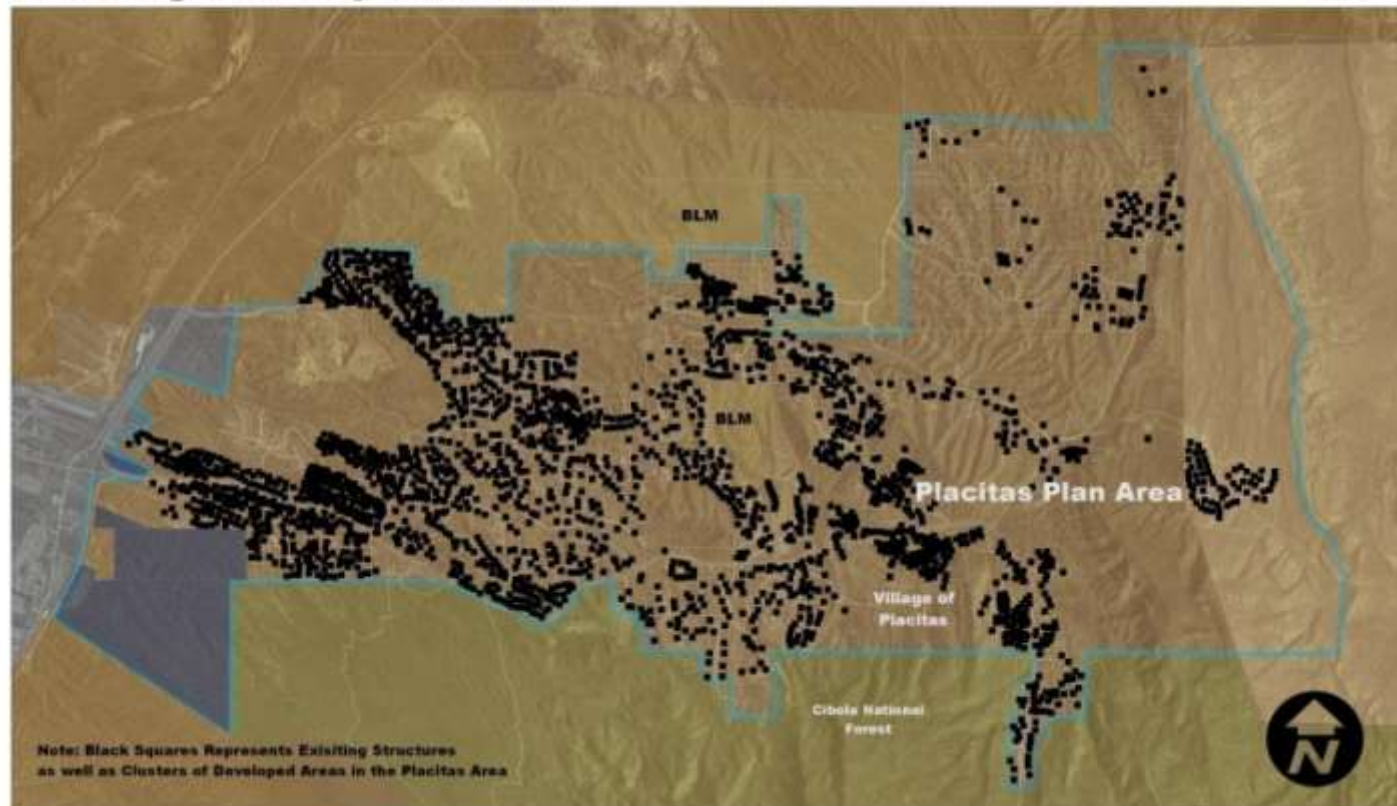 BLM
BLM
Placitas Plan Area
Village of
Placitas
Cibola National
Forest
Note: Black Squares Represents Exisiting Structures
as well as Clusters of Developed Areas in the Placitas Area
N